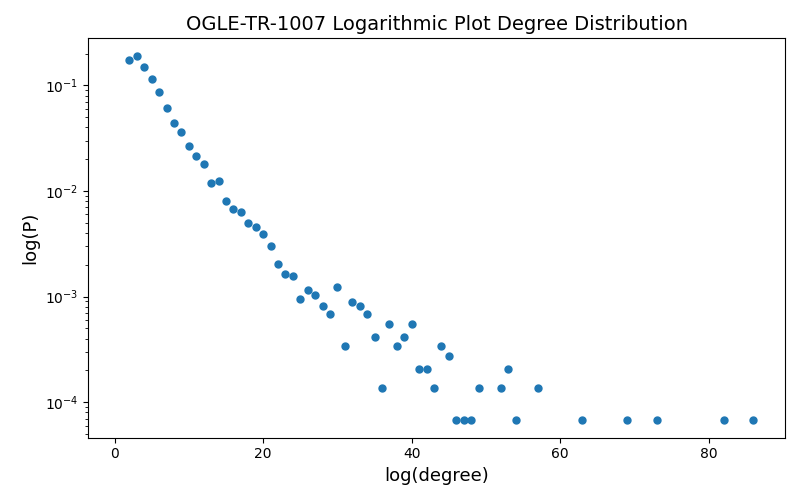 OGLE-TR-1007 Logarithmic Plot Degree Distribution
log(P)
10⁻¹
10⁻²
10⁻³
10⁻⁴
0 20 40 60 80
log(degree)